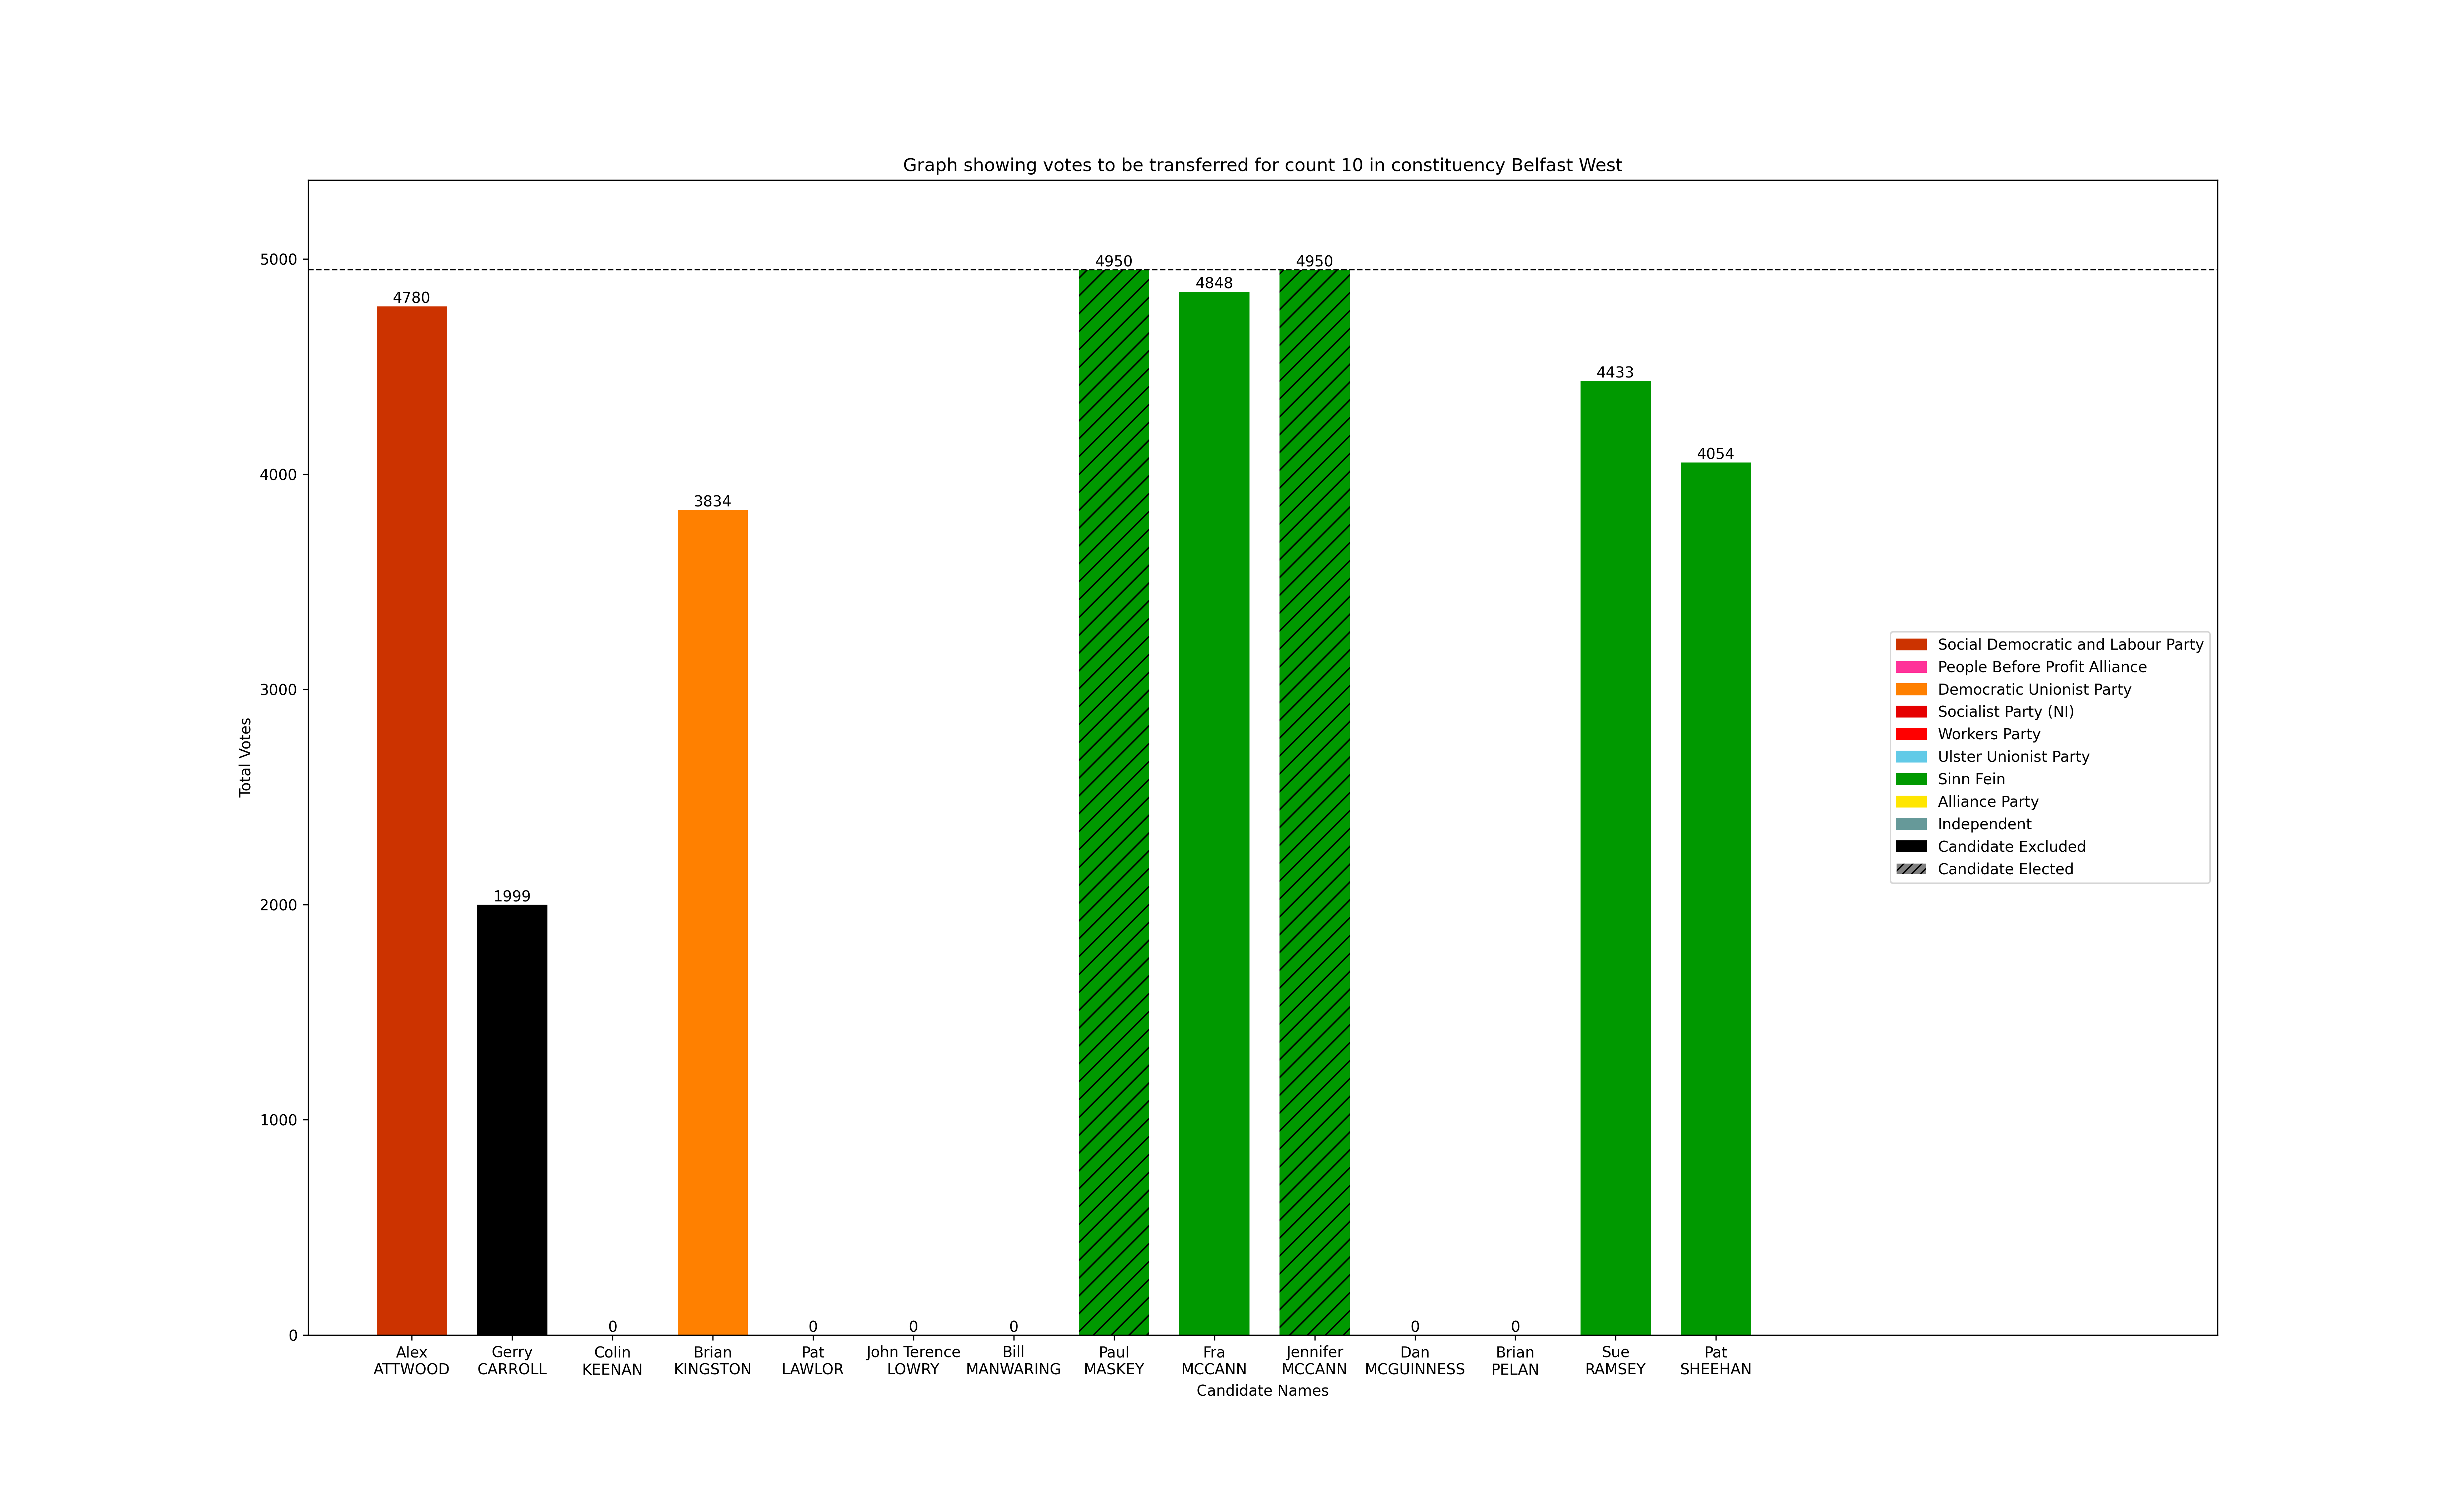 Graph showing votes to be transferred for count 10 in constituency Belfast West
5000
4000
3000
2000
1000
0
Total Votes
4780
1999
0
3834
0
0
0
4950
4848
4950
0
0
4433
4054
Alex
ATTWOOD
Gerry
CARROLL
Colin
KEENAN
Brian
KINGSTON
Pat
LAWLOR
John Terence
LOWRY
Bill
MANWARING
Paul
MASKEY
Fra
MCCANN
Jennifer
MCCANN
Dan
MCGUINNESS
Brian
PELAN
Sue
RAMSEY
Pat
SHEEHAN
Candidate Names
Social Democratic and Labour Party
People Before Profit Alliance
Democratic Unionist Party
Socialist Party (NI)
Workers Party
Ulster Unionist Party
Sinn Fein
Alliance Party
Independent
Candidate Excluded
Candidate Elected